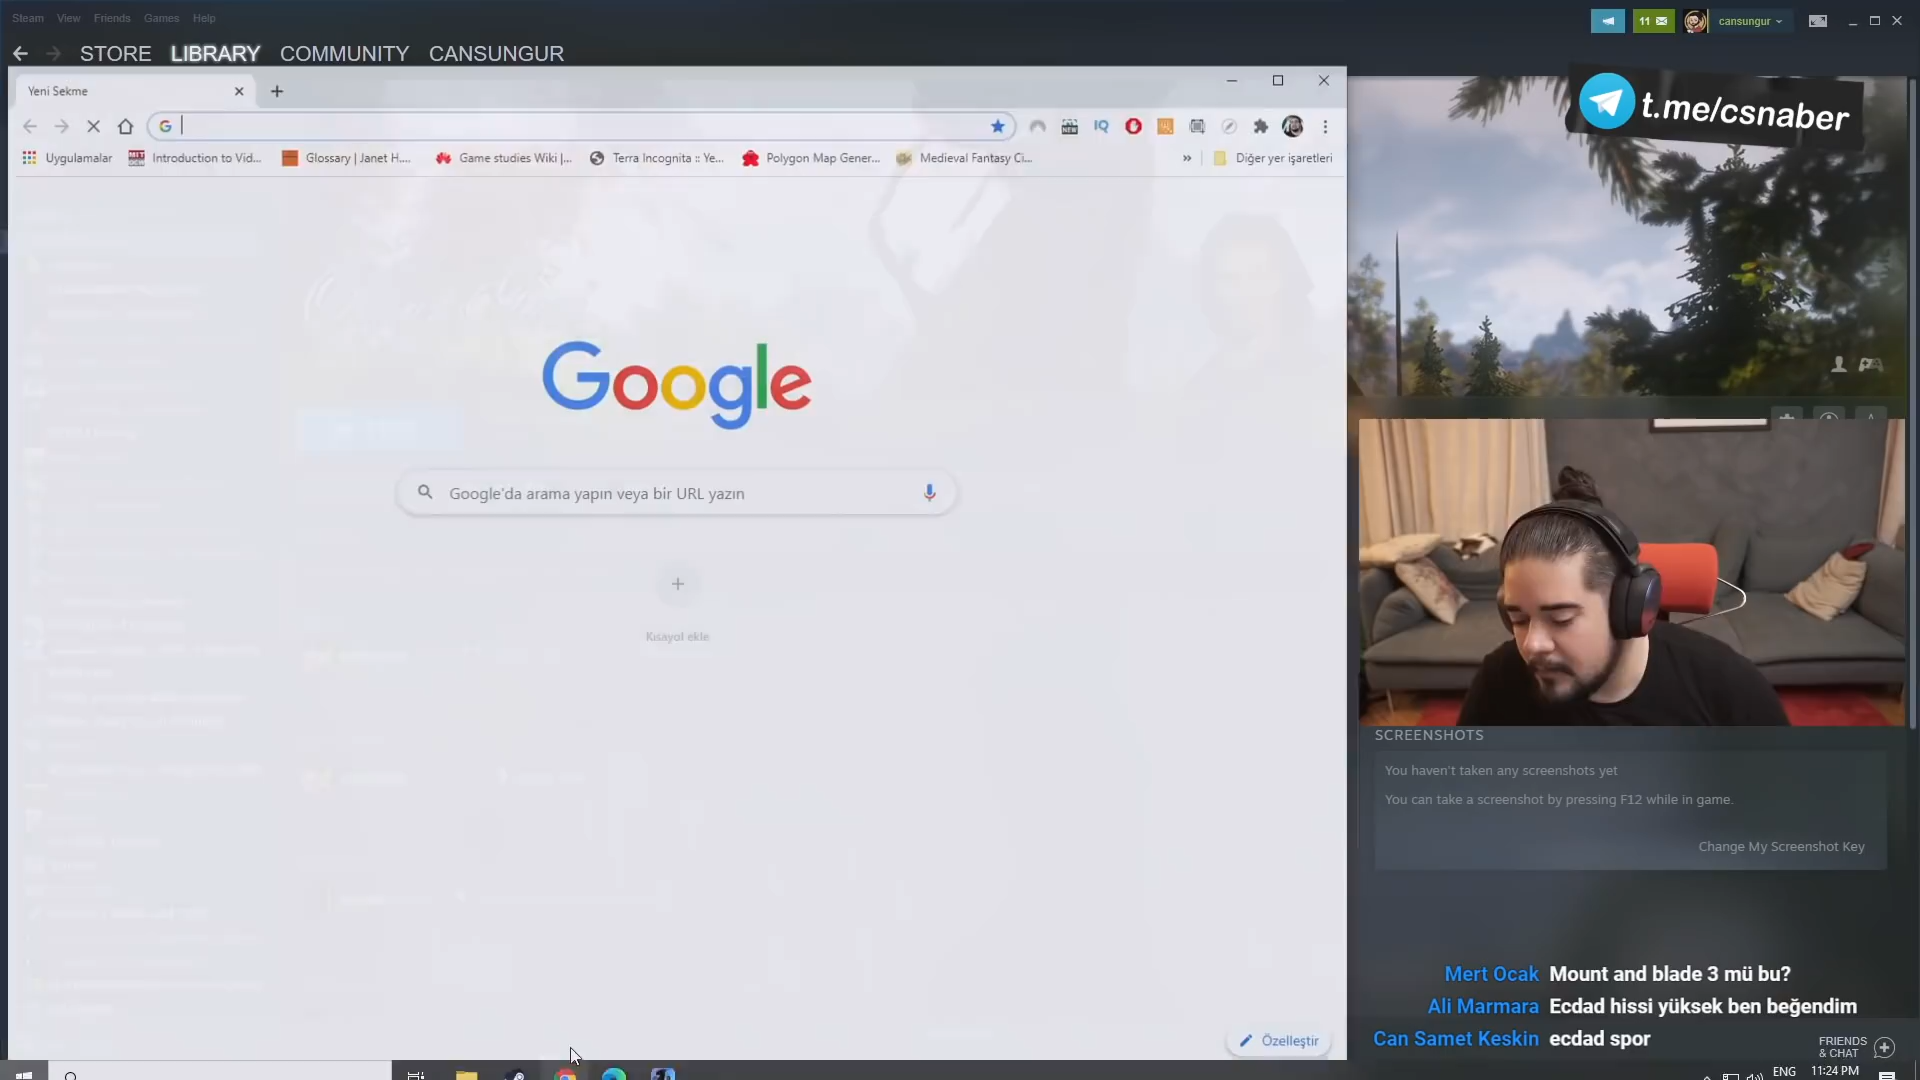 Steam View Friends Games Help
11 cansungur
STORE LIBRARY COMMUNITY CANSUNGUR
t.me/csnaber
Yeni Sekme
G
Uygulamalar Introduction to Vid... Glossary | Janet H.... Game studies Wiki |... Terra Incognita :: Ye... Polygon Map Gener... Medieval Fantasy Ci... » Diğer yer işaretleri
Google
Google'da arama yapın veya bir URL yazın
Kısayol ekle
Özelleştir
SCREENSHOTS
You haven't taken any screenshots yet
You can take a screenshot by pressing F12 while in game.
Change My Screenshot Key
Mert Ocak Mount and blade 3 mü bu?
Ali Marmara Ecdad hissi yüksek ben beğendim
Can Samet Keskin ecdad spor
FRIENDS
& CHAT
ENG 11:24 PM